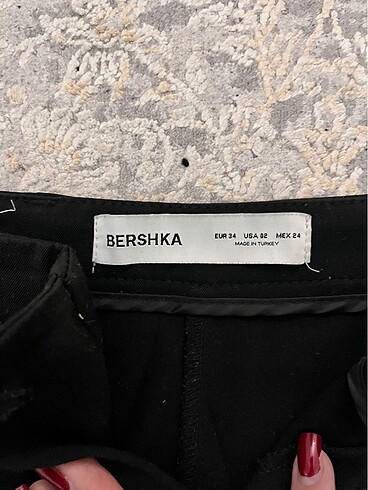 BERSHKA
EUR 34 USA 02 MEX 24
MADE IN TURKEY